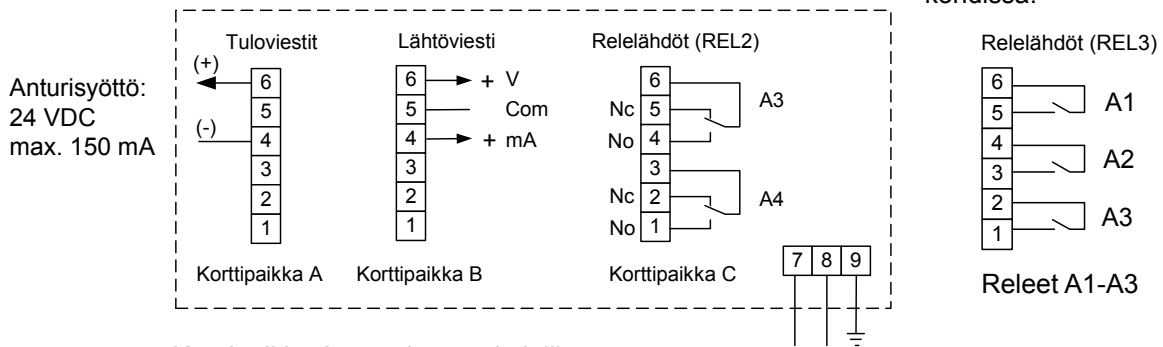 kohdissa.
Tuloviestit
Lähtöviesti
Relelähdöt (REL2)
Relelähdöt (REL3)
Anturisyöttö:
24 VDC
max. 150 mA
(+)
(-)
6
5
4
3
2
1
Korttipaikka A
6
5
4
3
2
1
+ V
Com
+ mA
Korttipaikka B
6
Nc 5
No 4
3
Nc 2
No 1
A3
A4
Korttipaikka C
7 8 9
6
5
4
3
2
1
A1
A2
A3
Releet A1-A3